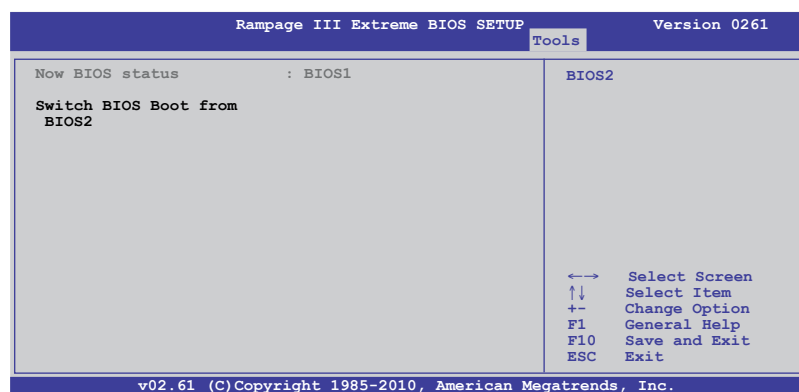 Rampage III Extreme BIOS SETUP Version 0261
Tools
Now BIOS status : BIOS1
Switch BIOS Boot from
BIOS2
BIOS2
←→ Select Screen
↑↓ Select Item
+- Change Option
F1 General Help
F10 Save and Exit
ESC Exit
v02.61 (C)Copyright 1985-2010, American Megatrends, Inc.